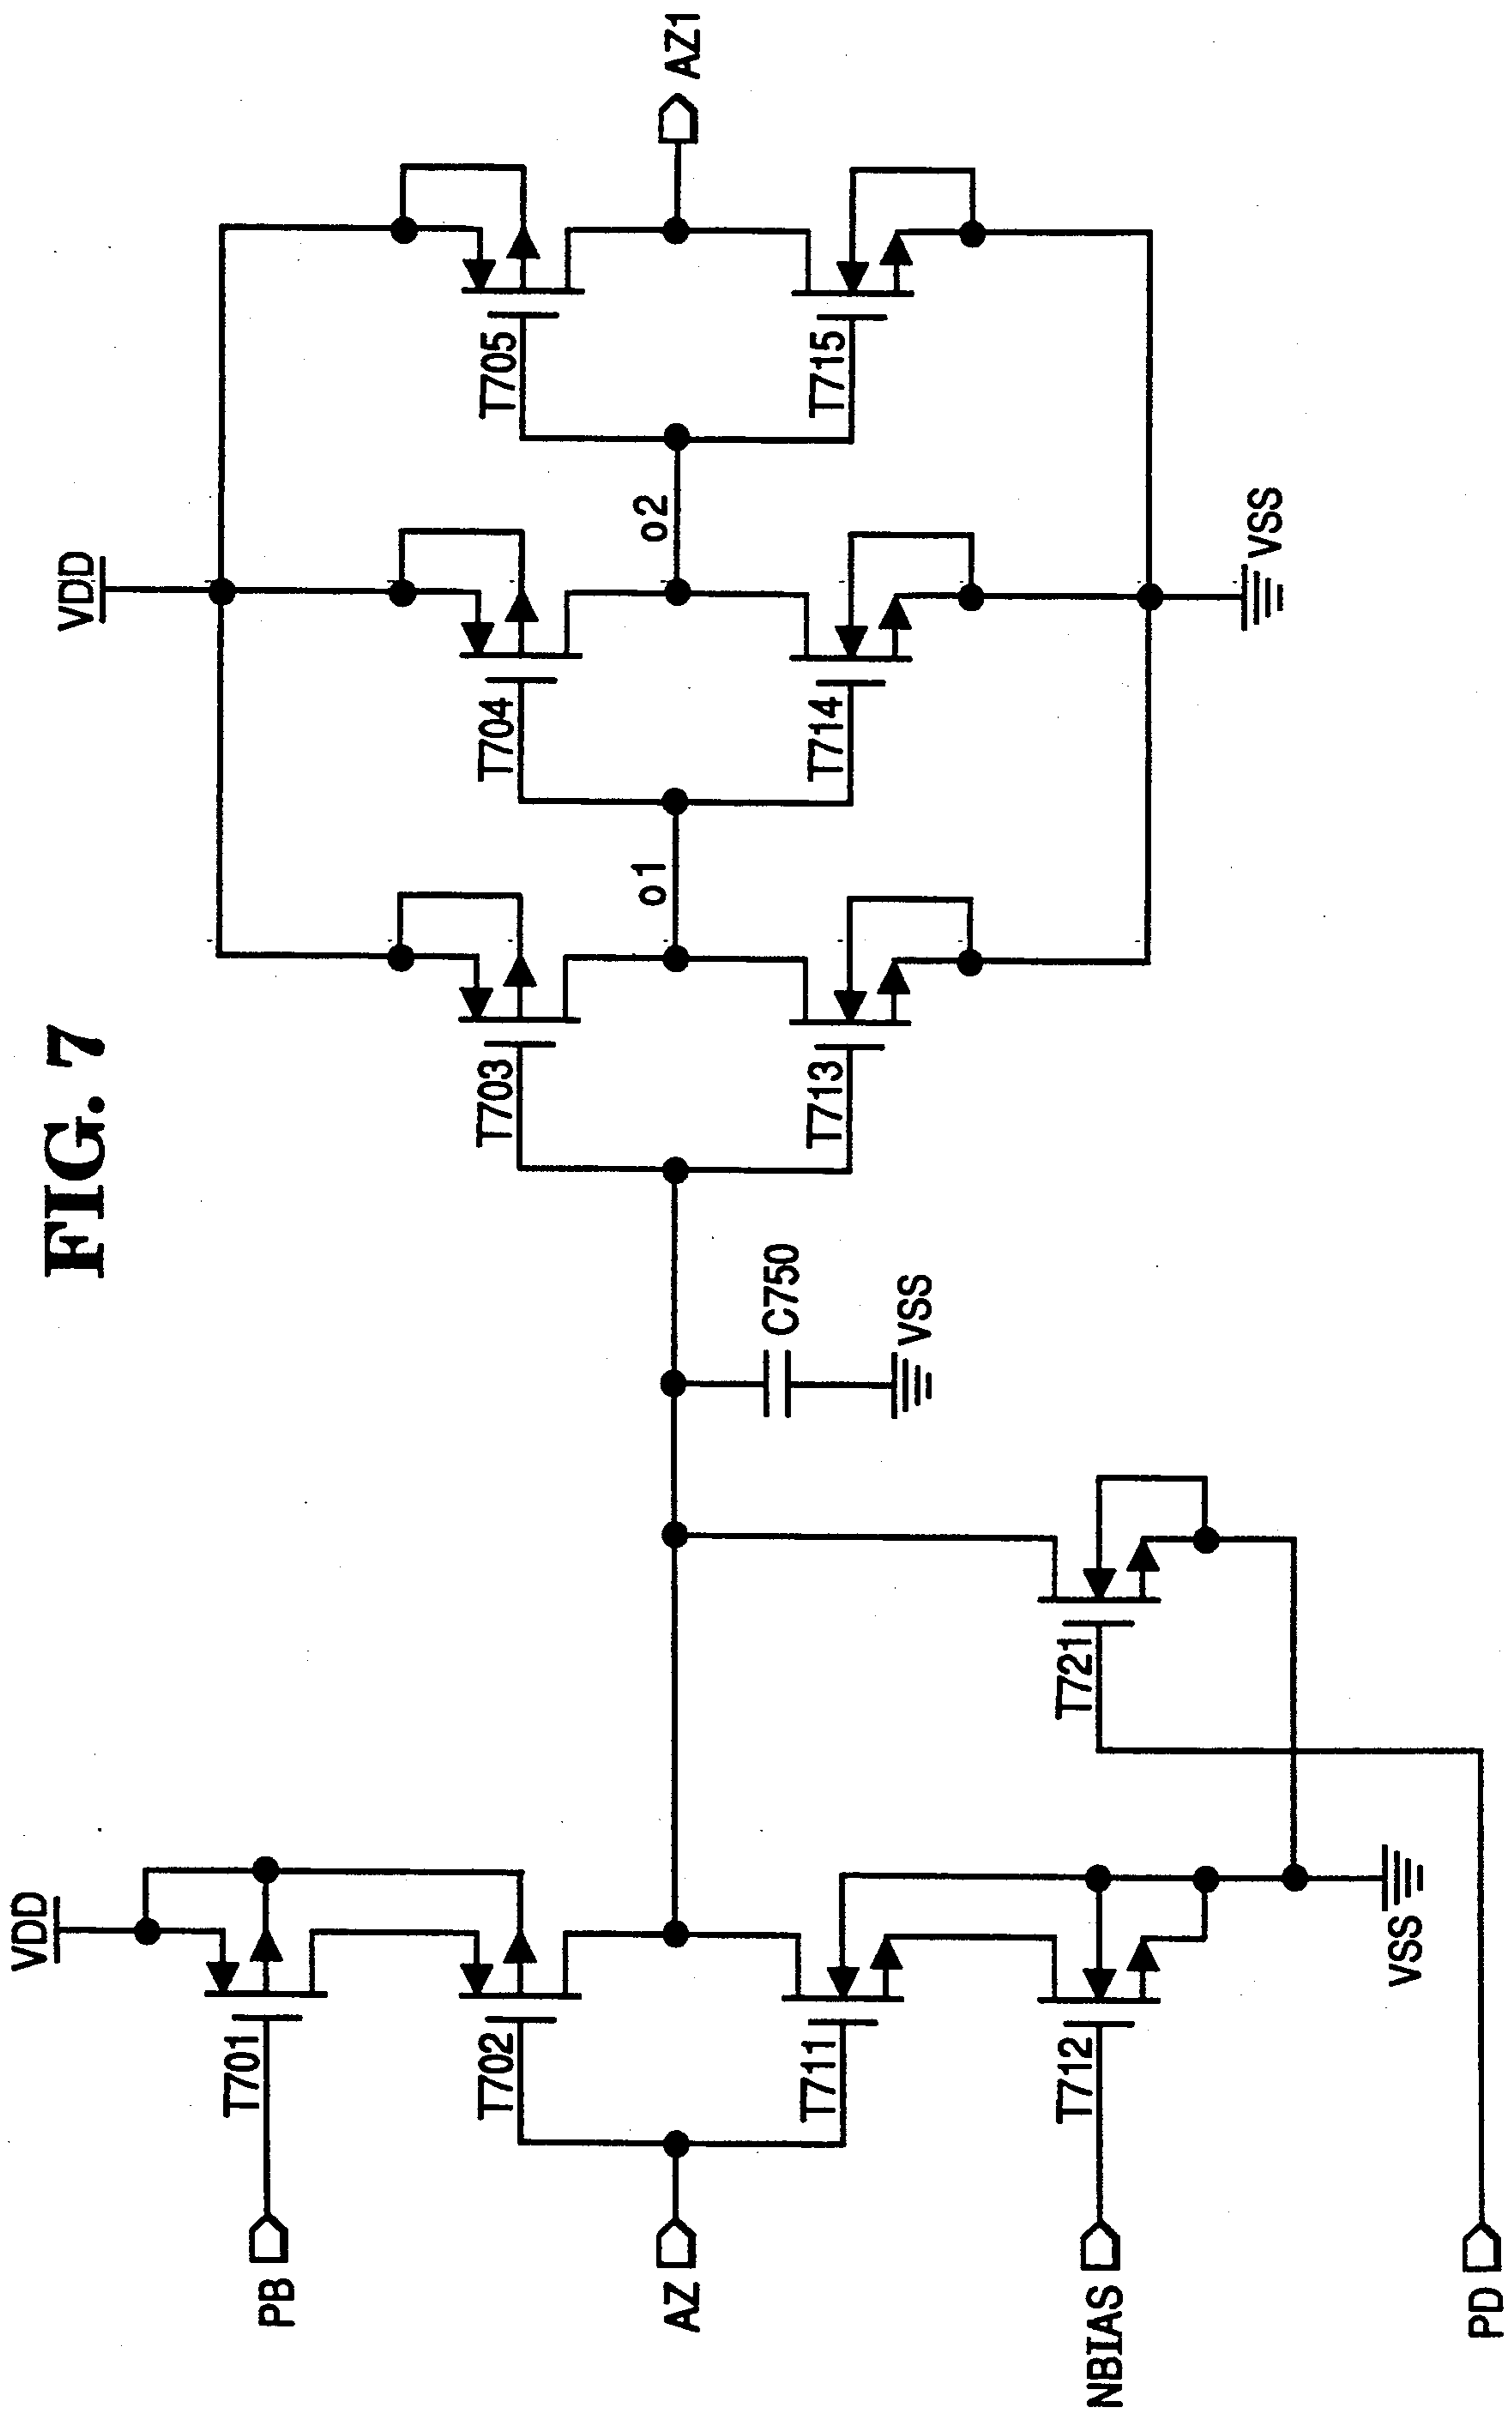 FIG. 7
VDD
VDD
PB
T701
T702
T703
T704
T705
AZ
o1
o2
AZ1
C750
T711
T713
T714
T715
VSS
NBIAS
T712
T721
VSS
VSS
PD